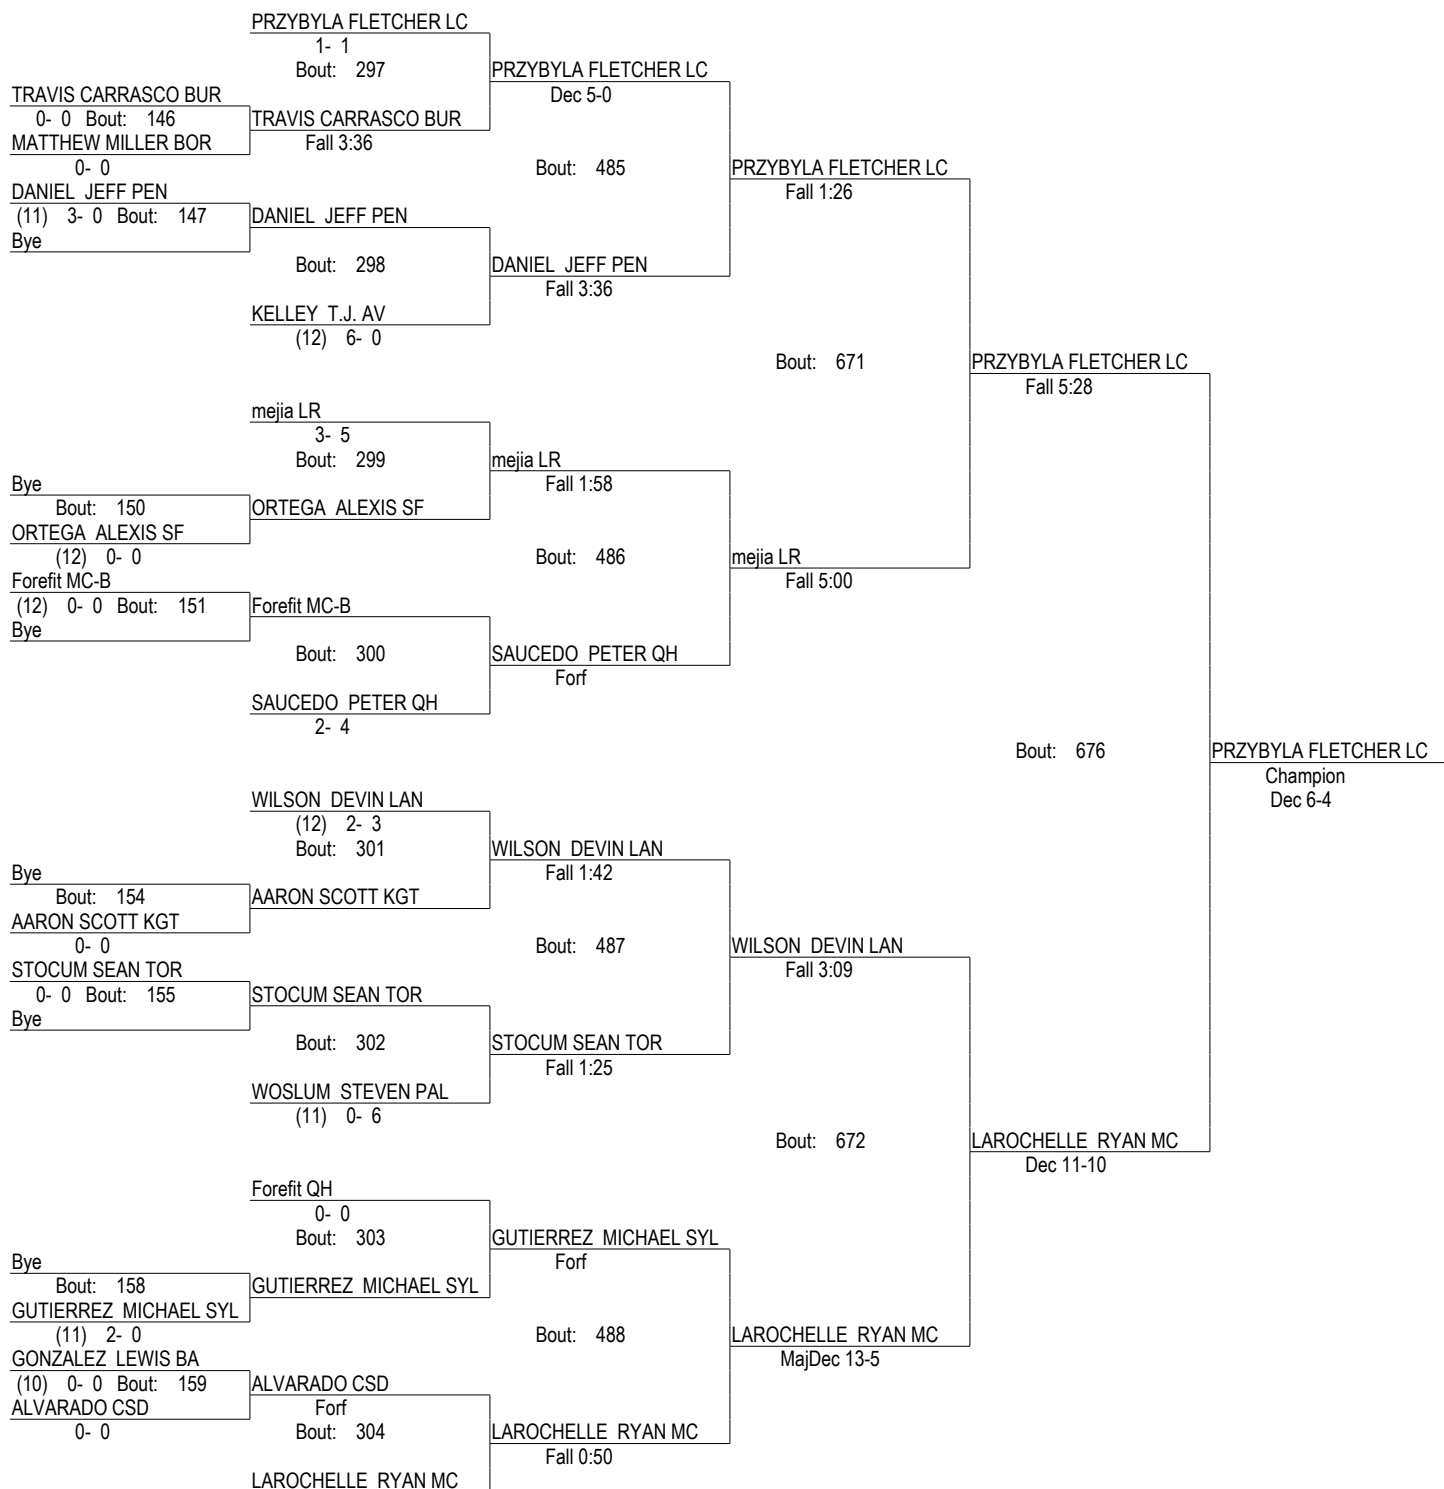 PRZYBYLA FLETCHER LC
1- 1
Bout: 297
PRZYBYLA FLETCHER LC
TRAVIS CARRASCO BUR
Dec 5-0
0- 0 Bout: 146
TRAVIS CARRASCO BUR
MATTHEW MILLER BOR
Fall 3:36
0- 0
Bout: 485
PRZYBYLA FLETCHER LC
DANIEL JEFF PEN
Fall 1:26
(11) 3- 0 Bout: 147
DANIEL JEFF PEN
Bye
Bout: 298
DANIEL JEFF PEN
Fall 3:36
KELLEY T.J. AV
(12) 6- 0
Bout: 671
PRZYBYLA FLETCHER LC
Fall 5:28
mejia LR
3- 5
Bout: 299
mejia LR
Bye
Fall 1:58
Bout: 150
ORTEGA ALEXIS SF
ORTEGA ALEXIS SF
(12) 0- 0
Bout: 486
mejia LR
Forefit MC-B
Fall 5:00
(12) 0- 0 Bout: 151
Forefit MC-B
Bye
Bout: 300
SAUCEDO PETER QH
Forf
SAUCEDO PETER QH
2- 4
Bout: 676
PRZYBYLA FLETCHER LC
Champion
Dec 6-4
WILSON DEVIN LAN
(12) 2- 3
Bout: 301
WILSON DEVIN LAN
Bye
Fall 1:42
Bout: 154
AARON SCOTT KGT
AARON SCOTT KGT
0- 0
Bout: 487
WILSON DEVIN LAN
STOCUM SEAN TOR
Fall 3:09
0- 0 Bout: 155
STOCUM SEAN TOR
Bye
Bout: 302
STOCUM SEAN TOR
Fall 1:25
WOSLUM STEVEN PAL
(11) 0- 6
Bout: 672
LAROCHELLE RYAN MC
Dec 11-10
Forefit QH
0- 0
Bout: 303
GUTIERREZ MICHAEL SYL
Bye
Forf
Bout: 158
GUTIERREZ MICHAEL SYL
GUTIERREZ MICHAEL SYL
(11) 2- 0
Bout: 488
LAROCHELLE RYAN MC
GONZALEZ LEWIS BA
MajDec 13-5
(10) 0- 0 Bout: 159
ALVARADO CSD
ALVARADO CSD
Forf
0- 0
Bout: 304
LAROCHELLE RYAN MC
Fall 0:50
LAROCHELLE RYAN MC